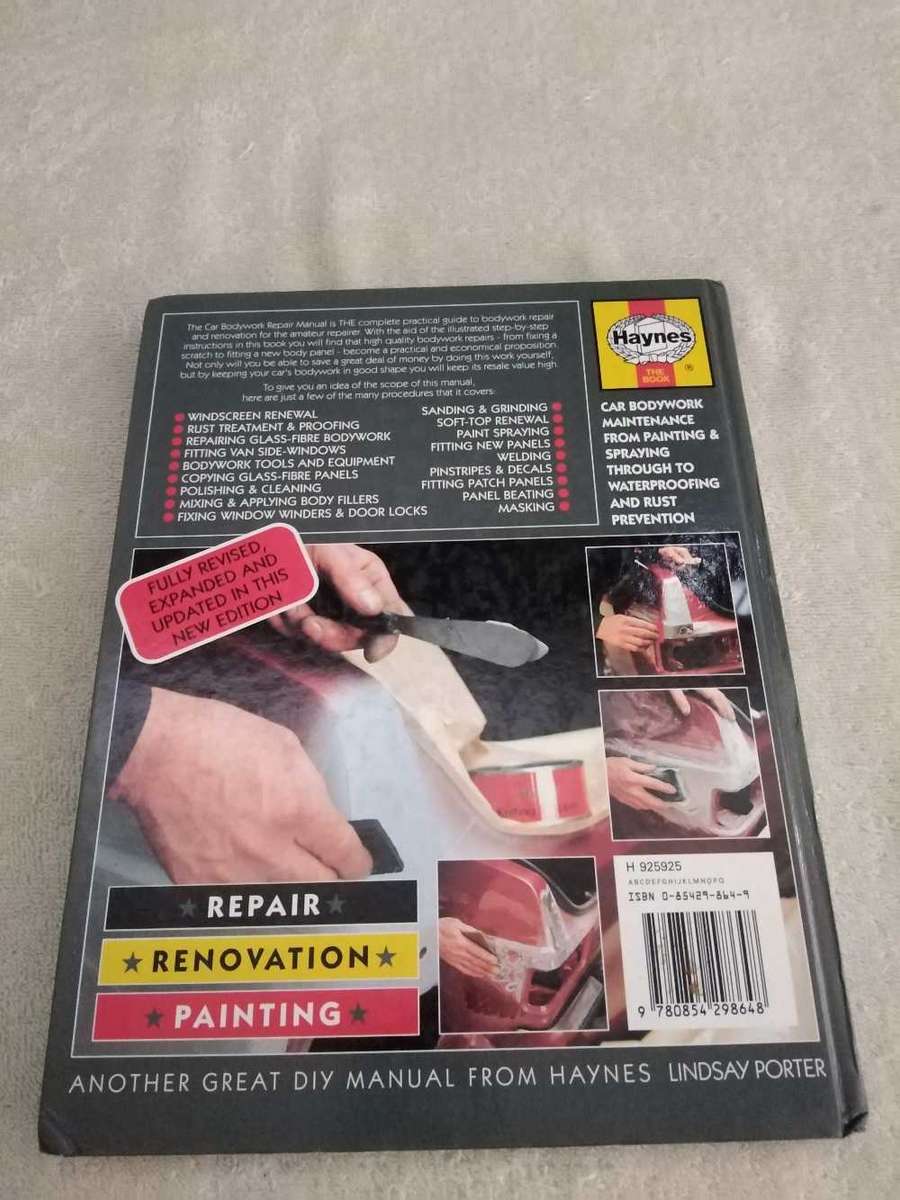 The Car Bodywork Repair Manual is THE complete practical guide to bodywork repair
and renovation for the amateur repairer. With the aid of the illustrated step-by-step
instructions in this book you will find that high quality bodywork repairs - from fixing a
scratch to fitting a new body panel - become a practical and economical proposition.
Not only will you be able to save a great deal of money by doing this work yourself,
but by keeping your car's bodywork in good shape you will keep its resale value high.
To give you an idea of the scope of this manual,
here are just a few of the many procedures that it covers:
WINDSCREEN RENEWAL
RUST TREATMENT & PROOFING
REPAIRING GLASS-FIBRE BODYWORK
FITTING VAN SIDE-WINDOWS
BODYWORK TOOLS AND EQUIPMENT
COPYING GLASS-FIBRE PANELS
POLISHING & CLEANING
MIXING & APPLYING BODY FILLERS
FIXING WINDOW WINDERS & DOOR LOCKS
SANDING & GRINDING
SOFT-TOP RENEWAL
PAINT SPRAYING
FITTING NEW PANELS
WELDING
PINSTRIPES & DECALS
FITTING PATCH PANELS
PANEL BEATING
MASKING
Haynes
®
THE
BOOK
CAR BODYWORK
MAINTENANCE
FROM PAINTING &
SPRAYING
THROUGH TO
WATERPROOFING
AND RUST
PREVENTION
FULLY REVISED,
EXPANDED AND
UPDATED IN THIS
NEW EDITION
REPAIR
RENOVATION
PAINTING
H 925925
ABCDEFGHIJKLMNOPQ
ISBN 0-85429-864-9
9 780854 298648
ANOTHER GREAT DIY MANUAL FROM HAYNES LINDSAY PORTER